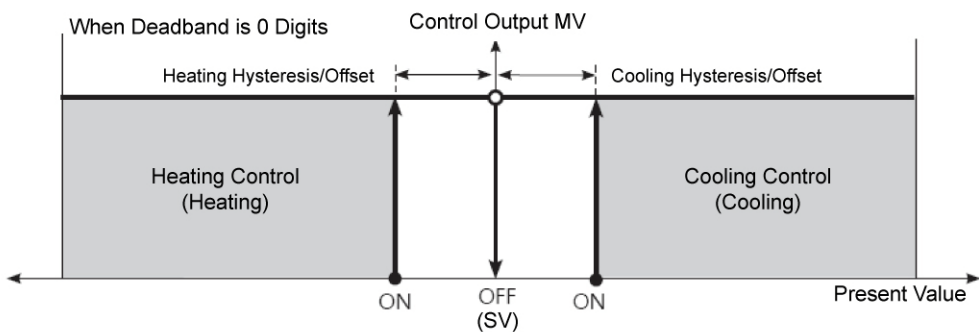 When Deadband is 0 Digits
Control Output MV
Heating Hysteresis/Offset
Cooling Hysteresis/Offset
Heating Control
(Heating)
Cooling Control
(Cooling)
ON
OFF
(SV)
ON
Present Value